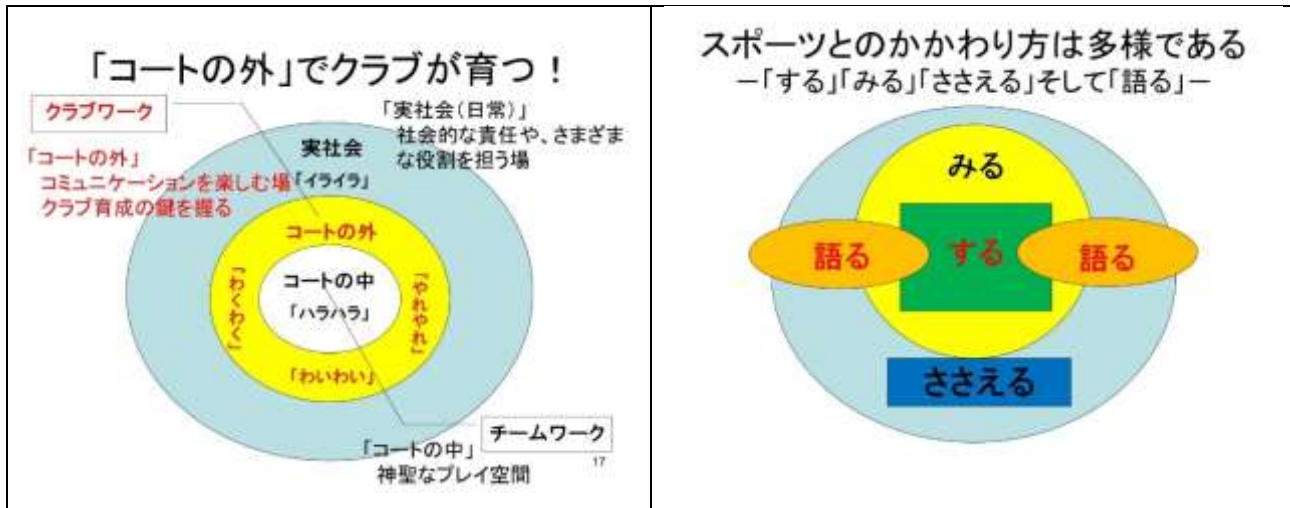 「コートの外」でクラブが育つ！
クラブワーク
「実社会（日常）」
社会的な責任や、さまざま
な役割を担う場
実社会
「コートの外」
コミュニケーションを楽しむ場
「イライラ」
クラブ育成の鍵を握る
コートの外
コートの中
「ハラハラ」
「わくわく」
「やれやれ」
「わいわい」
チームワーク
「コートの中」
神聖なプレイ空間
17
スポーツとのかかわり方は多様である
－「する」「みる」「ささえる」そして「語る」－
みる
語る
する
語る
ささえる